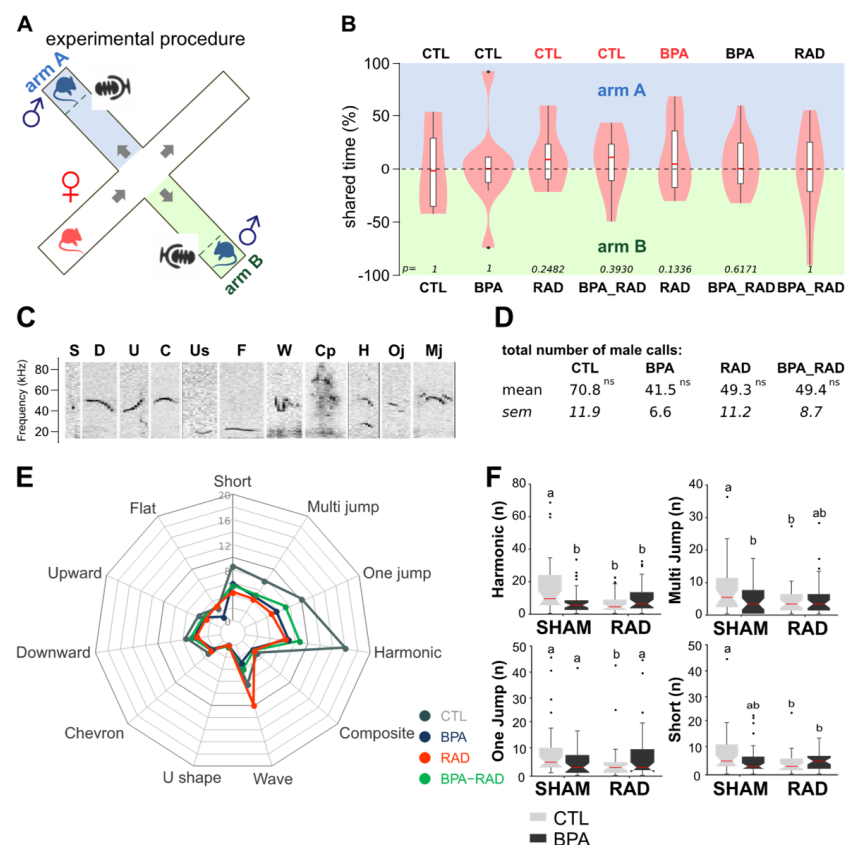 A
experimental procedure
arm A
♂
♀
♂
arm B
B
CTL CTL CTL CTL BPA BPA RAD
shared time (%)
100
50
0
-50
-100
arm A
arm B
p= 1 1 0.2482 0.3930 0.1336 0.6171 1
CTL BPA RAD BPA_RAD RAD BPA_RAD BPA_RAD
C
S D U C Us F W Cp H Oj Mj
Frequency (kHz)
80
60
40
20
D
total number of male calls:
CTL BPA RAD BPA_RAD
mean 70.8 ns 41.5 ns 49.3 ns 49.4 ns
sem 11.9 6.6 11.2 8.7
E
Short
Multi jump
One jump
Harmonic
Composite
Wave
U shape
Chevron
Downward
Upward
Flat
20
16
12
8
CTL
BPA
RAD
BPA-RAD
F
Harmonic (n)
80
60
40
20
0
a b b b
SHAM RAD
Multi Jump (n)
40
30
20
10
0
a b b ab
SHAM RAD
One Jump (n)
50
40
30
20
10
0
a a b a
SHAM RAD
Short (n)
50
40
30
20
10
0
a ab b b
SHAM RAD
CTL
BPA